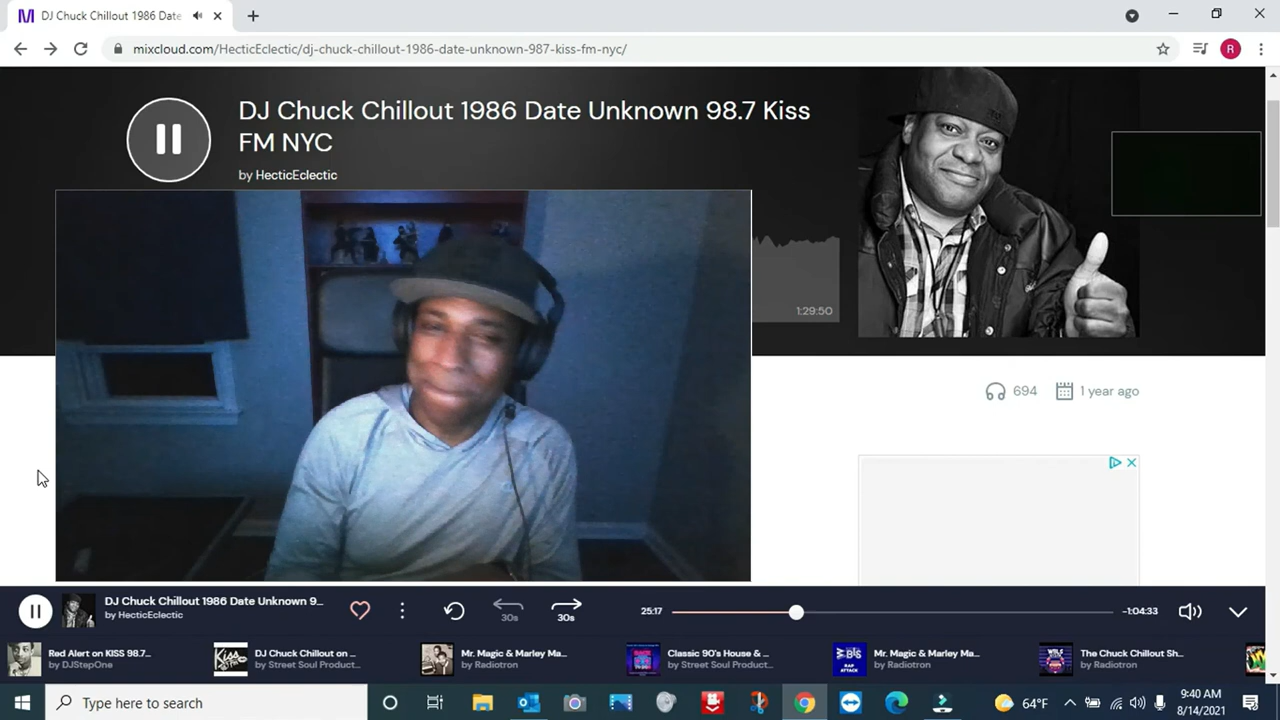 DJ Chuck Chillout 1986 Date
mixcloud.com/HecticEclectic/dj-chuck-chillout-1986-date-unknown-987-kiss-fm-nyc/
R
DJ Chuck Chillout 1986 Date Unknown 98.7 Kiss
FM NYC
by HecticEclectic
1:29:50
694
1 year ago
DJ Chuck Chillout 1986 Date Unknown 9...
by HecticEclectic
30s
30s
25:17
-1:04:33
Red Alert on KISS 98.7...
by DJStepOne
DJ Chuck Chillout on ...
by Street Soul Product...
Mr. Magic & Marley Ma...
by Radiotron
Classic 90's House & ...
by Street Soul Product...
Mr. Magic & Marley Ma...
by Radiotron
The Chuck Chillout Sh...
by Radiotron
Type here to search
64°F
9:40 AM
8/14/2021